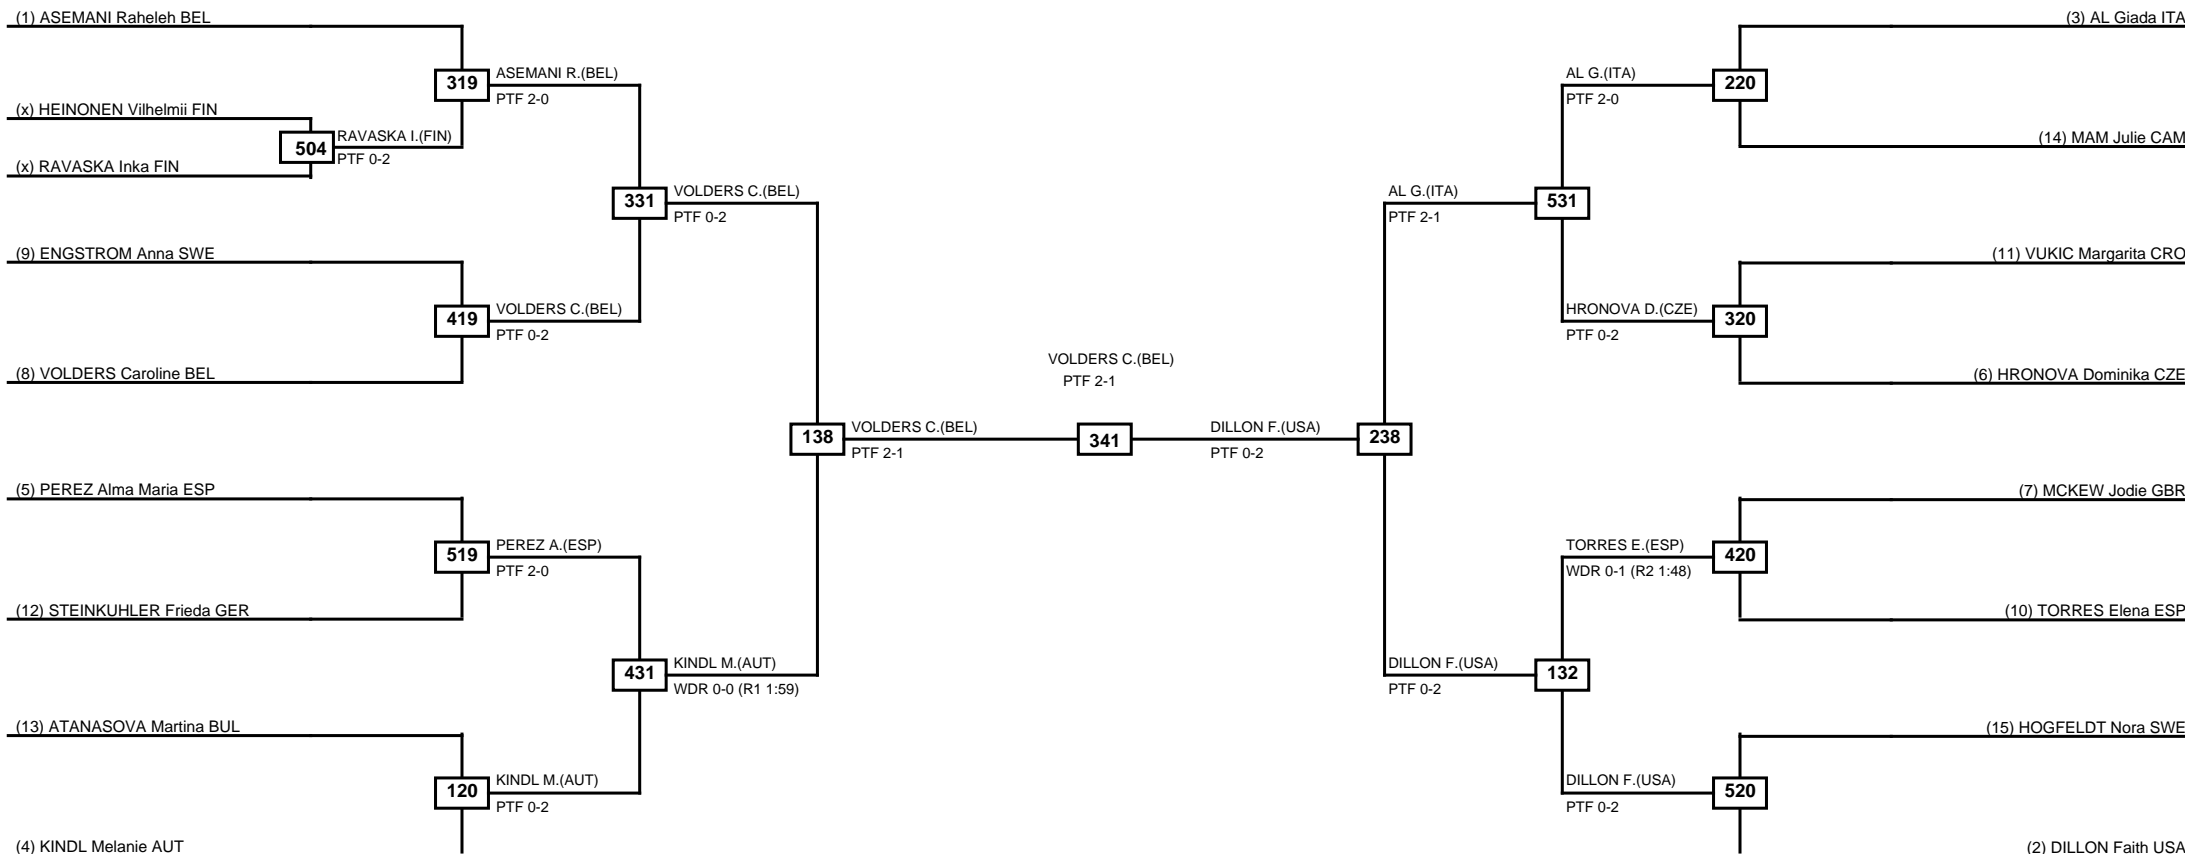 (1) ASEMANI Raheleh BEL
(x) HEINONEN Vilhelmii FIN
(x) RAVASKA Inka FIN
(9) ENGSTROM Anna SWE
(8) VOLDERS Caroline BEL
(5) PEREZ Alma Maria ESP
(12) STEINKUHLER Frieda GER
(13) ATANASOVA Martina BUL
(4) KINDL Melanie AUT
504
RAVASKA I.(FIN)
PTF 0-2
319
ASEMANI R.(BEL)
PTF 2-0
419
VOLDERS C.(BEL)
PTF 0-2
519
PEREZ A.(ESP)
PTF 2-0
120
KINDL M.(AUT)
PTF 0-2
331
VOLDERS C.(BEL)
PTF 0-2
431
KINDL M.(AUT)
WDR 0-0 (R1 1:59)
138
VOLDERS C.(BEL)
PTF 2-1
VOLDERS C.(BEL)
PTF 2-1
341
DILLON F.(USA)
PTF 0-2
238
AL G.(ITA)
PTF 2-1
531
DILLON F.(USA)
PTF 0-2
132
AL G.(ITA)
PTF 2-0
220
HRONOVA D.(CZE)
PTF 0-2
320
TORRES E.(ESP)
WDR 0-1 (R2 1:48)
420
DILLON F.(USA)
PTF 0-2
520
(3) AL Giada ITA
(14) MAM Julie CAM
(11) VUKIC Margarita CRO
(6) HRONOVA Dominika CZE
(7) MCKEW Jodie GBR
(10) TORRES Elena ESP
(15) HOGFELDT Nora SWE
(2) DILLON Faith USA